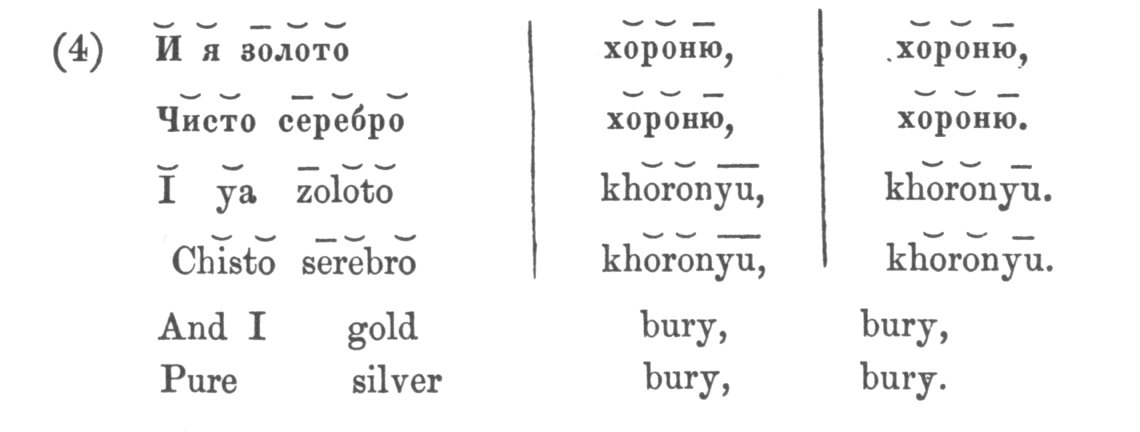 (4) И я золото хороню, хороню,
Чисто серебро хороню, хороню.
I ya zoloto khoronyu, khoronyu.
Chisto serebro khoronyu, khoronyu.
And I gold bury, bury,
Pure silver bury, bury.